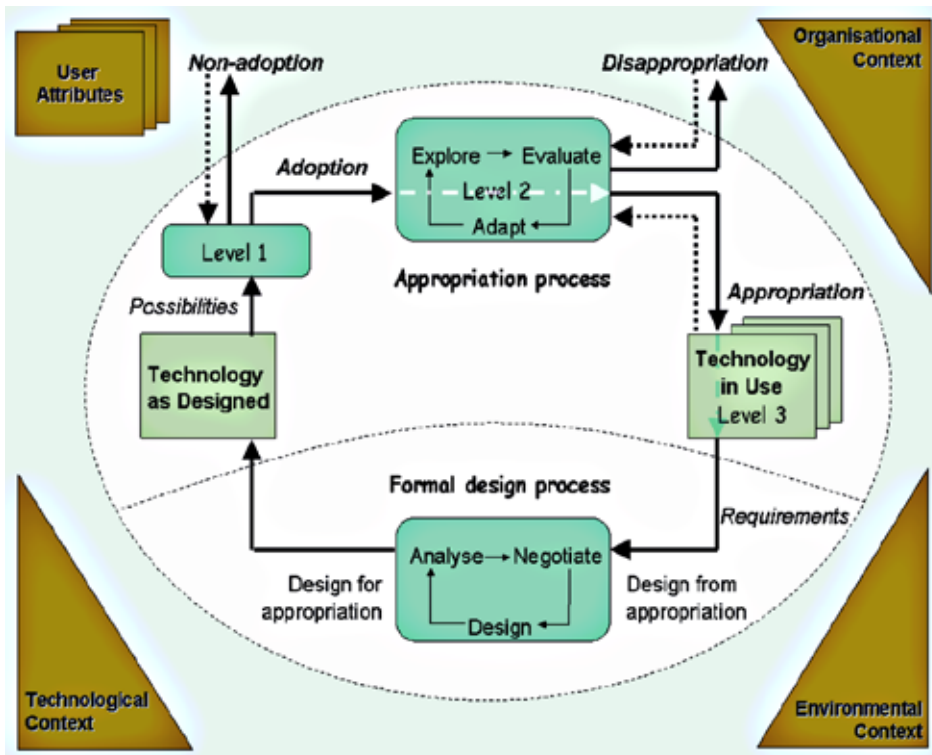 User
Attributes
Non-adoption
Disappropriation
Organisational
Context
Adoption
Explore
Evaluate
Level 2
Adapt
Level 1
Appropriation process
Possibilities
Appropriation
Technology
as Designed
Technology
in Use
Level 3
Formal design process
Requirements
Analyse
Negotiate
Design
Design for
appropriation
Design from
appropriation
Technological
Context
Environmental
Context